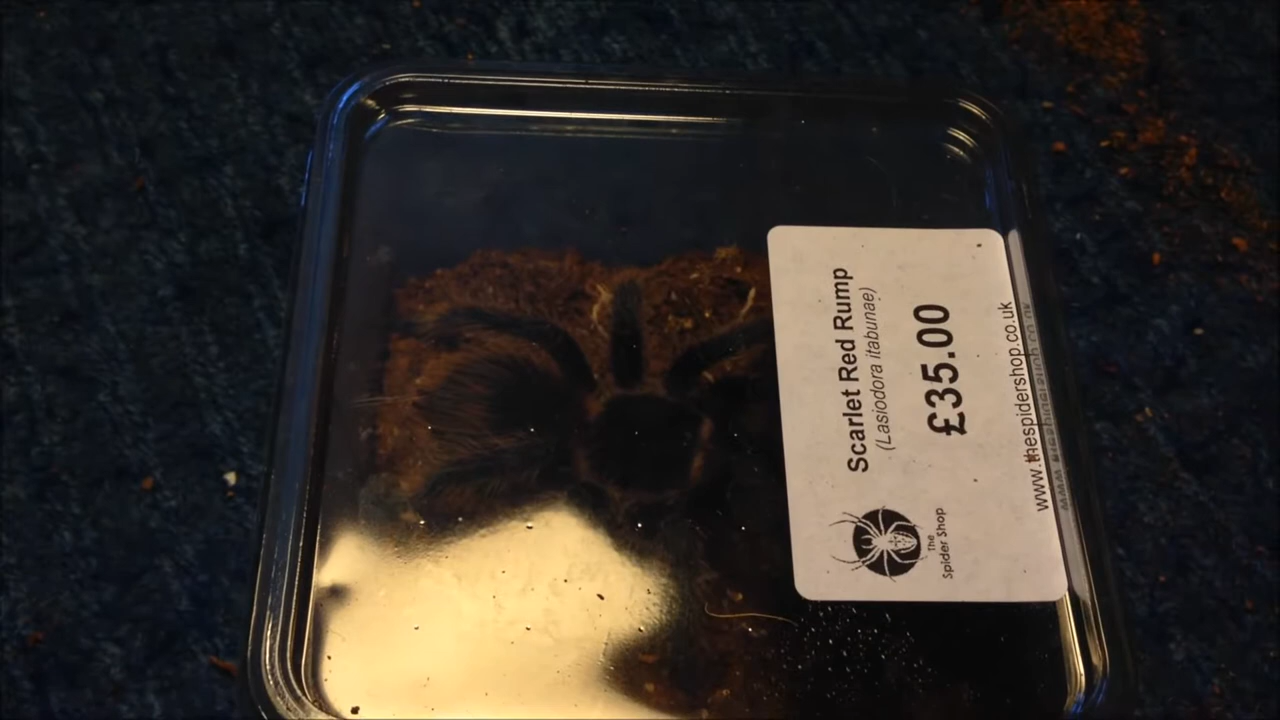 Scarlet Red Rump
(Lasiodora itabunae)
£35.00
www.thespidershop.co.uk
The
Spider Shop